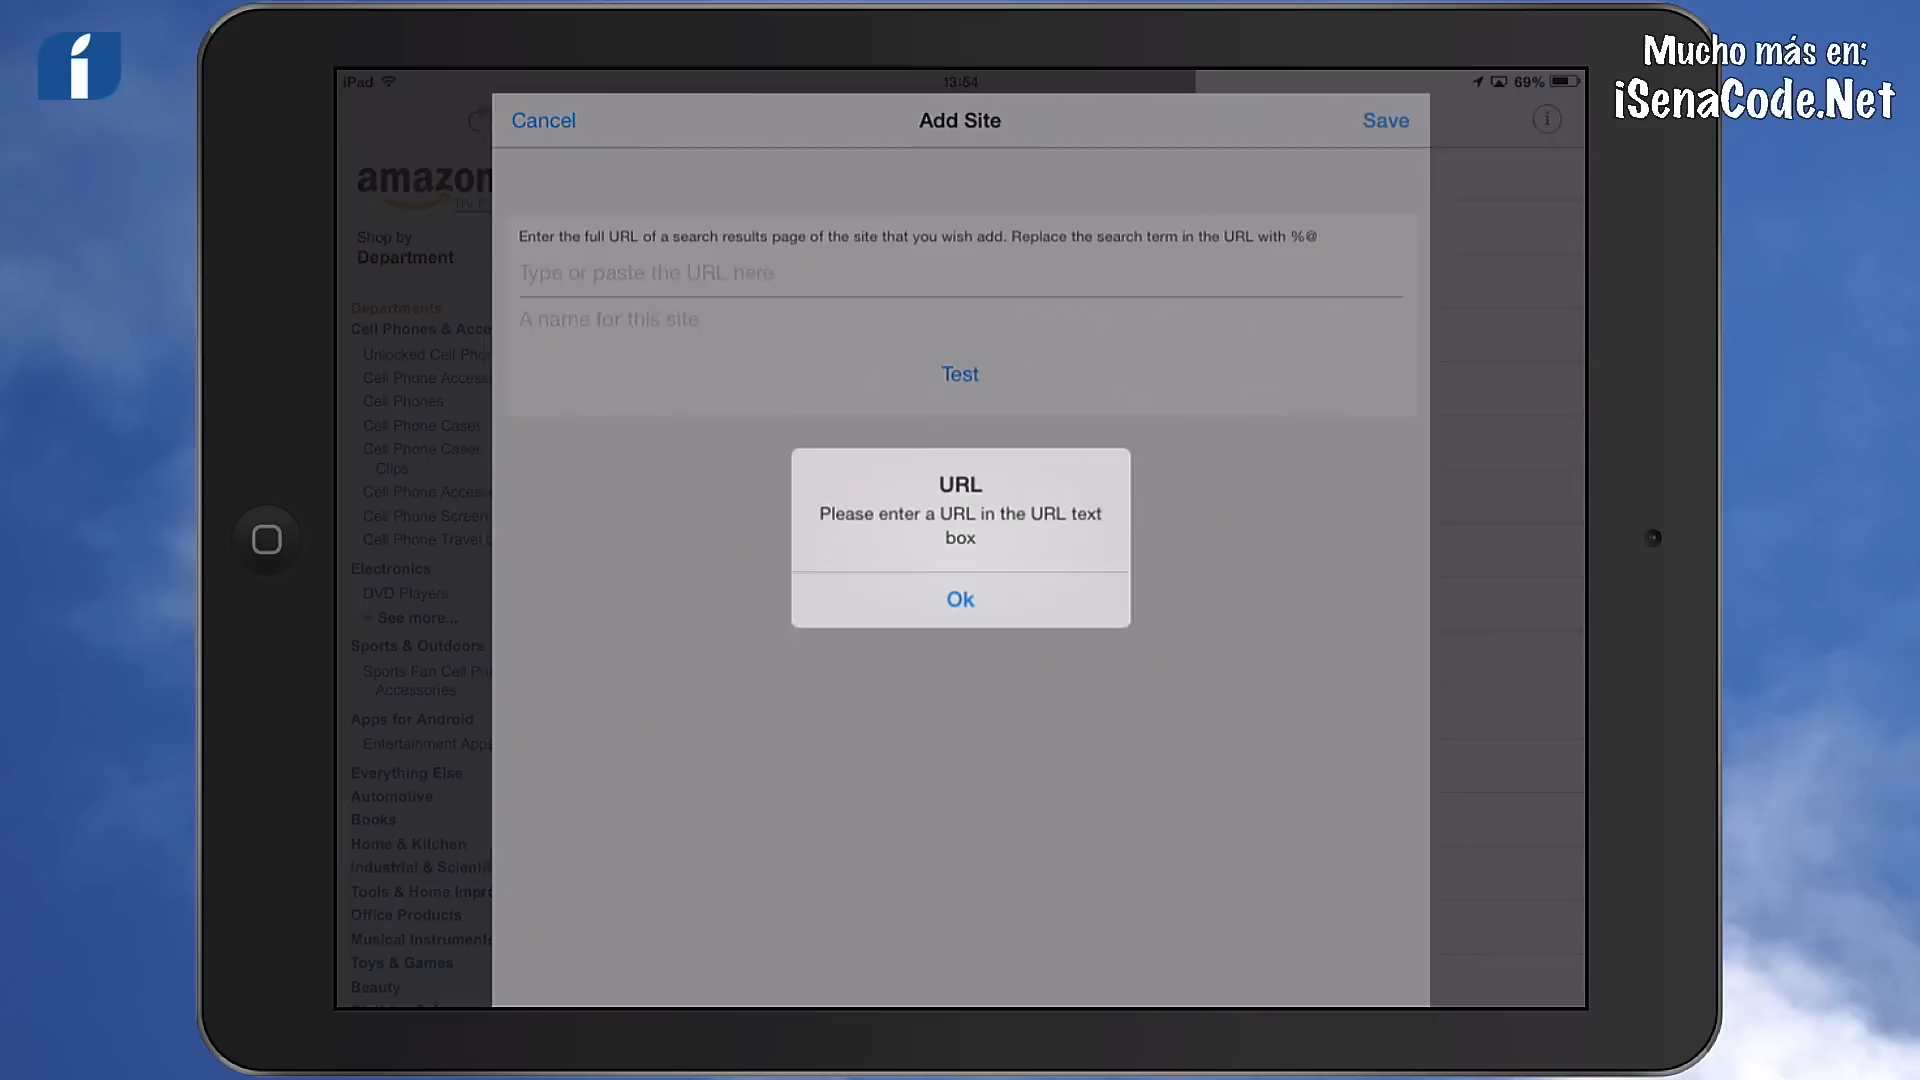 Mucho más en:
iSenaCode.Net
iPad
13:54
69%
Cancel
Add Site
Save
amazon
Shop by
Department
Enter the full URL of a search results page of the site that you wish add. Replace the search term in the URL with %@
Type or paste the URL here
A name for this site
Test
URL
Please enter a URL in the URL text
box
Ok
Departments
Cell Phones & Acce
Unlocked Cell Phon
Cell Phone Access
Cell Phones
Cell Phone Cases
Cell Phone Cases
Clips
Cell Phone Access
Cell Phone Screen
Cell Phone Travel
Electronics
DVD Players
See more...
Sports & Outdoors
Sports Fan Cell
Accessories
Apps for Android
Entertainment Apps
Everything Else
Automotive
Books
Home & Kitchen
Industrial & Scienti
Tools & Home Impro
Office Products
Musical Instruments
Toys & Games
Beauty